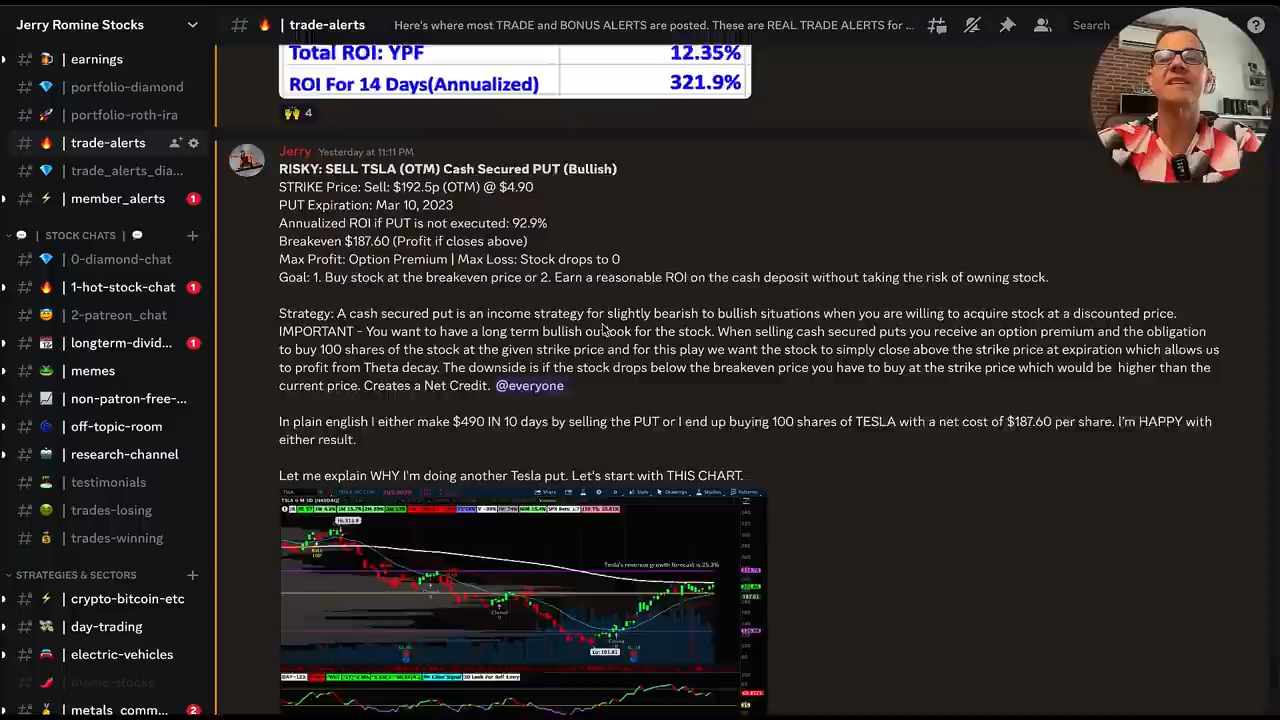 Jerry Romine Stocks
# 🔥 | trade-alerts
Here's where most TRADE and BONUS ALERTS are posted. These are REAL TRADE ALERTS for ...
Search
# 🍺 | earnings
# 💎 | portfolio-diamond
# 🚀 | portfolio-roth-ira
# 🔥 | trade-alerts
# 💎 | trade_alerts_dia...
# ⚡ | member_alerts 1
💬 | STOCK CHATS | 💬
# 💎 | 0-diamond-chat
# 🔥 | 1-hot-stock-chat 1
# 😇 | 2-patreon_chat
# 📆 | longterm-divid... 1
# 👪 | memes
# 📈 | non-patron-free-...
# 🌀 | off-topic-room
# 📰 | research-channel
# 🤑 | testimonials
# 💸 | trades-losing
# 💰 | trades-winning
STRATEGIES & SECTORS
# 🤑 | crypto-bitcoin-etc
# 💸 | day-trading
# 🚘 | electric-vehicles
# 🌶 | meme-stocks
# 🥇 | metals_comm... 2
Total ROI: YPF 12.35%
ROI For 14 Days(Annualized) 321.9%
🙌 4
Jerry Yesterday at 11:11 PM
RISKY: SELL TSLA (OTM) Cash Secured PUT (Bullish)
STRIKE Price: Sell: $192.5p (OTM) @ $4.90
PUT Expiration: Mar 10, 2023
Annualized ROI if PUT is not executed: 92.9%
Breakeven $187.60 (Profit if closes above)
Max Profit: Option Premium | Max Loss: Stock drops to 0
Goal: 1. Buy stock at the breakeven price or 2. Earn a reasonable ROI on the cash deposit without taking the risk of owning stock.
Strategy: A cash secured put is an income strategy for slightly bearish to bullish situations when you are willing to acquire stock at a discounted price.
IMPORTANT - You want to have a long term bullish outlook for the stock. When selling cash secured puts you receive an option premium and the obligation
to buy 100 shares of the stock at the given strike price and for this play we want the stock to simply close above the strike price at expiration which allows us
to profit from Theta decay. The downside is if the stock drops below the breakeven price you have to buy at the strike price which would be higher than the
current price. Creates a Net Credit. @everyone
In plain english I either make $490 IN 10 days by selling the PUT or I end up buying 100 shares of TESLA with a net cost of $187.60 per share. I'm HAPPY with
either result.
Let me explain WHY I'm doing another Tesla put. Let's start with THIS CHART.
Tesla's revenue growth forecast is 25.3%